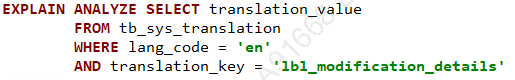 EXPLAIN ANALYZE SELECT translation_value
FROM tb_sys_translation
WHERE lang_code = 'en'
AND translation_key = 'lbl_modification_details'